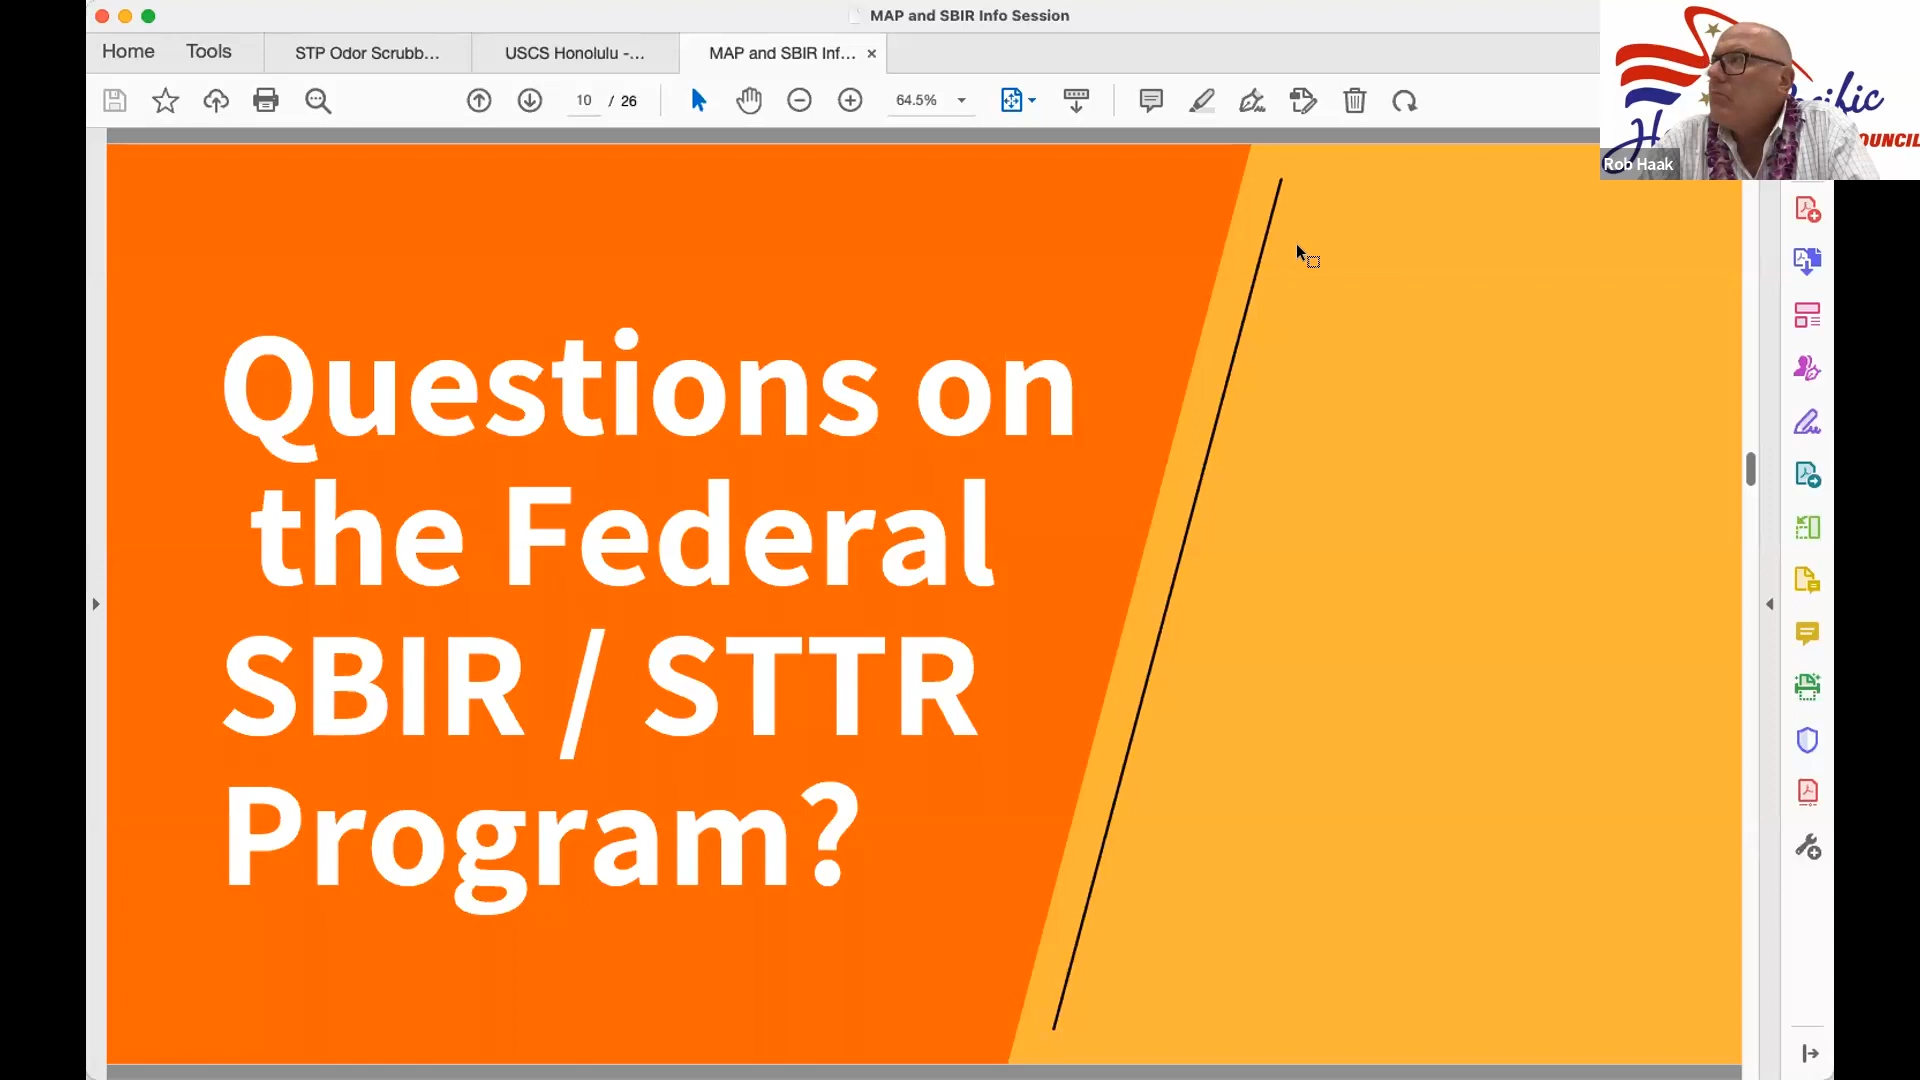 MAP and SBIR Info Session
Home
Tools
STP Odor Scrubb...
USCS Honolulu -...
MAP and SBIR Inf...
10 / 26
64.5%
Rob Haak
OUNCIL
Questions on
the Federal
SBIR / STTR
Program?